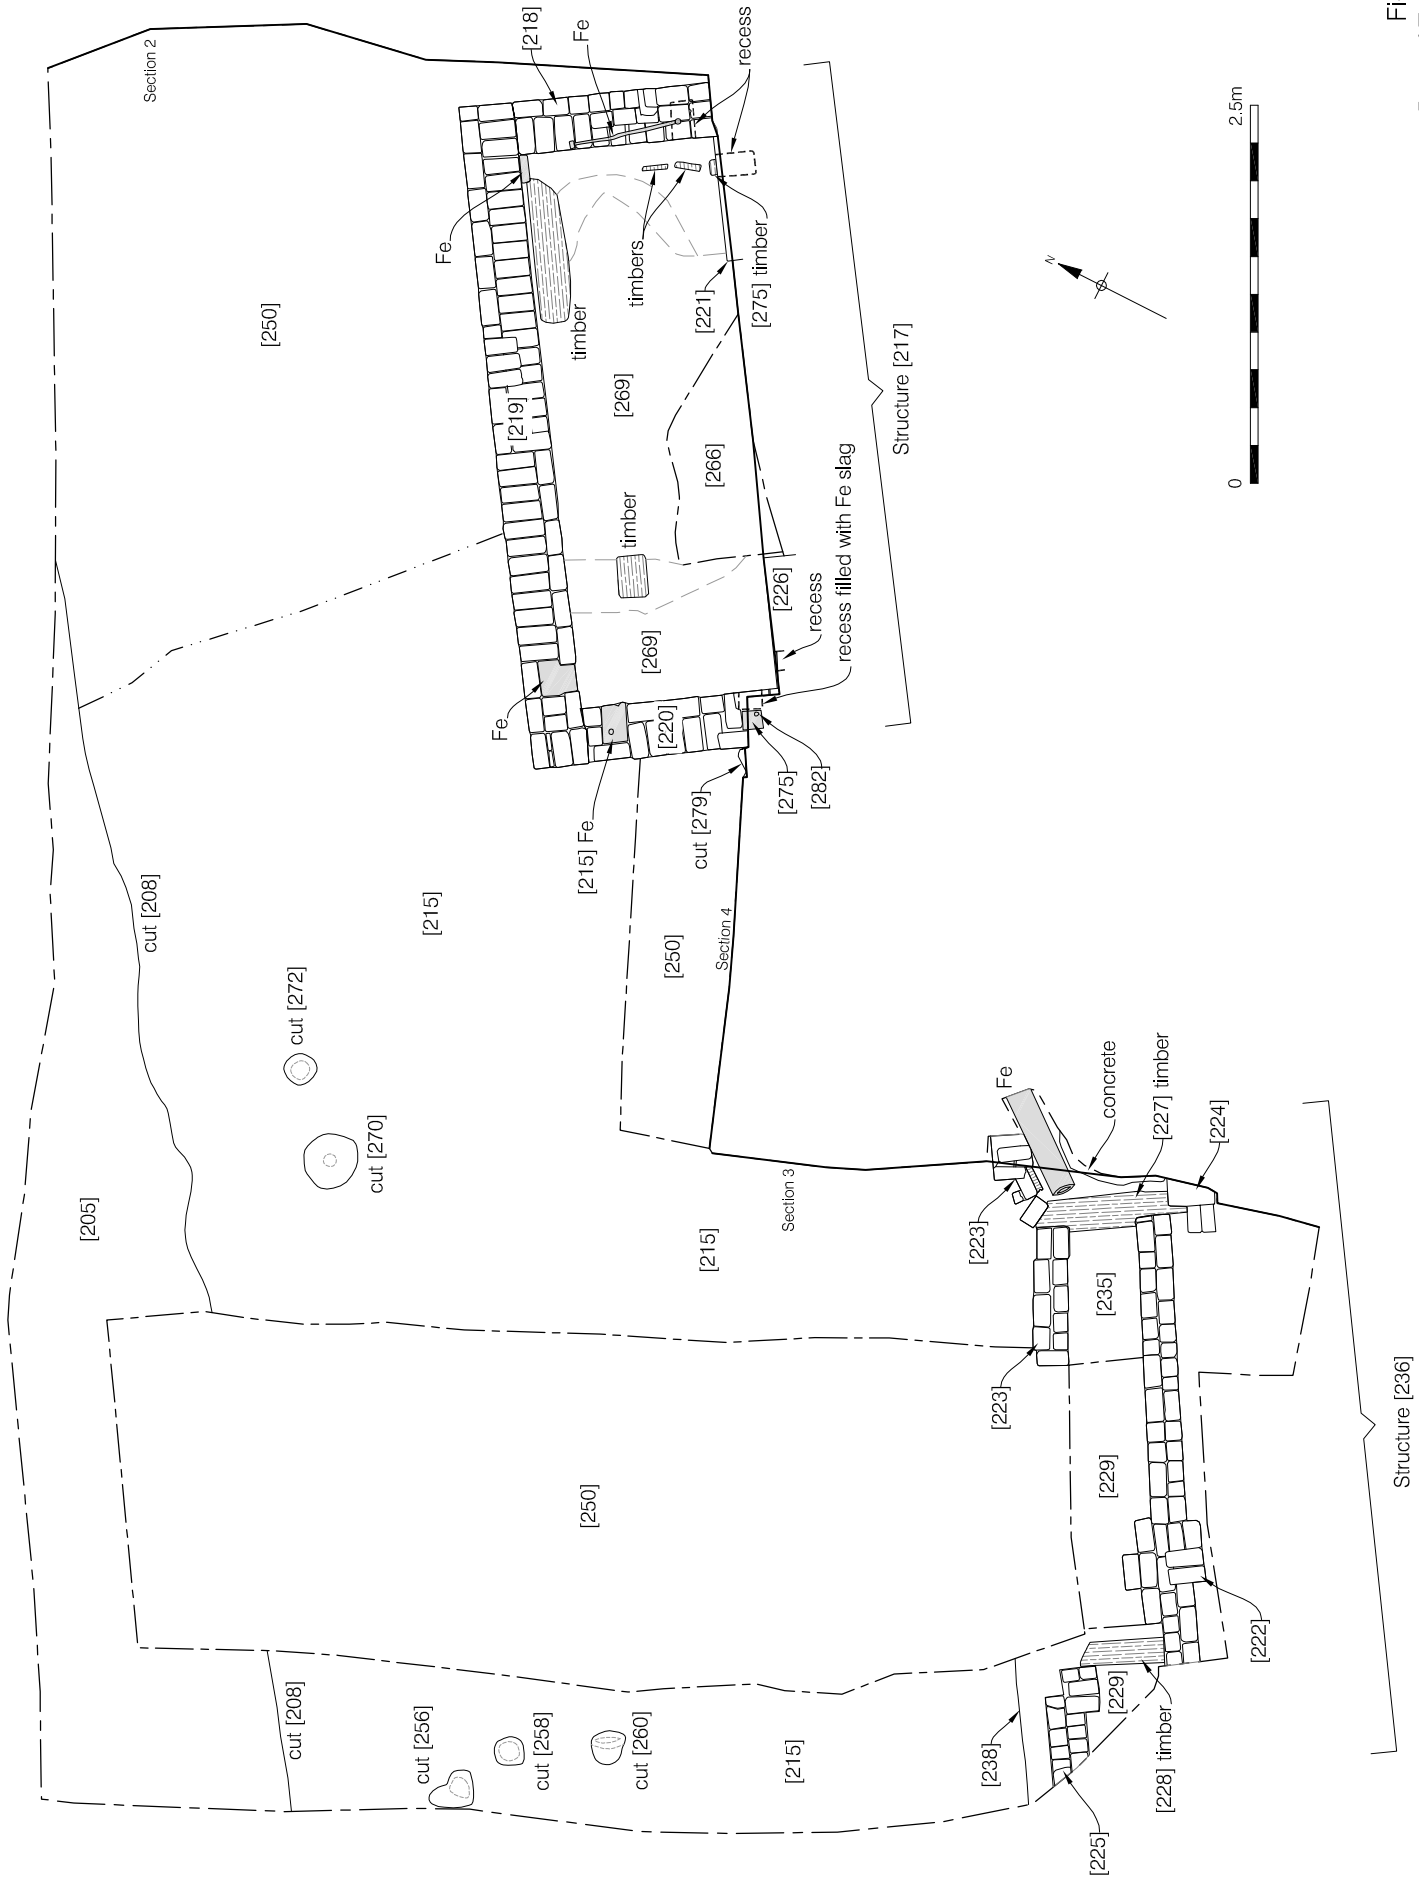 Fi
Section 2
[218]
Fe
recess
2.5m
Fe
timbers
[275] timber
[221]
timber
[250]
N
Structure [217]
[269]
[219]
[266]
timber
recess filled with Fe slag
recess
[226]
[269]
0
Fe
[220]
[275]
[282]
cut [279]
[215] Fe
cut [208]
[215]
[250]
Section 4
cut [272]
cut [270]
[205]
Section 3
[215]
Fe
concrete
[227] timber
[224]
[223]
[235]
[223]
[229]
Structure [236]
[250]
[222]
[229]
[228] timber
[238]
[225]
cut [208]
cut [256]
cut [258]
cut [260]
[215]